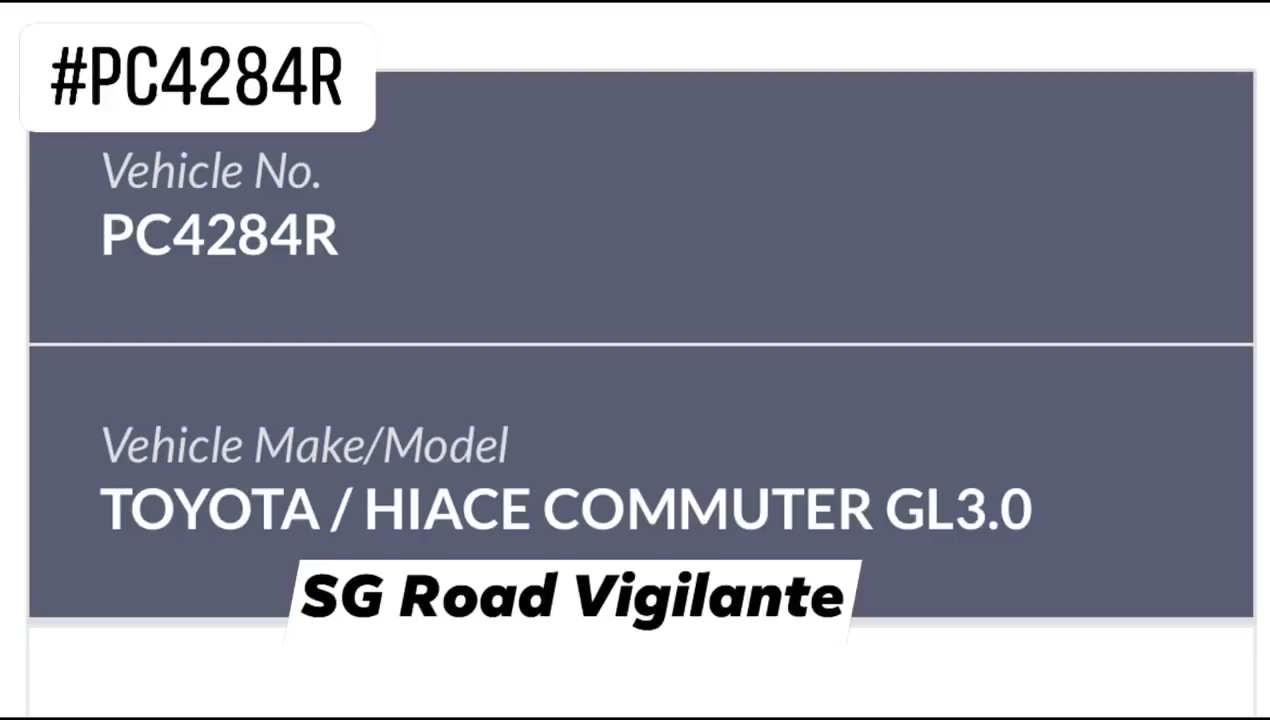 #PC4284R
Vehicle No.
PC4284R
Vehicle Make/Model
TOYOTA / HIACE COMMUTER GL3.0
SG Road Vigilante